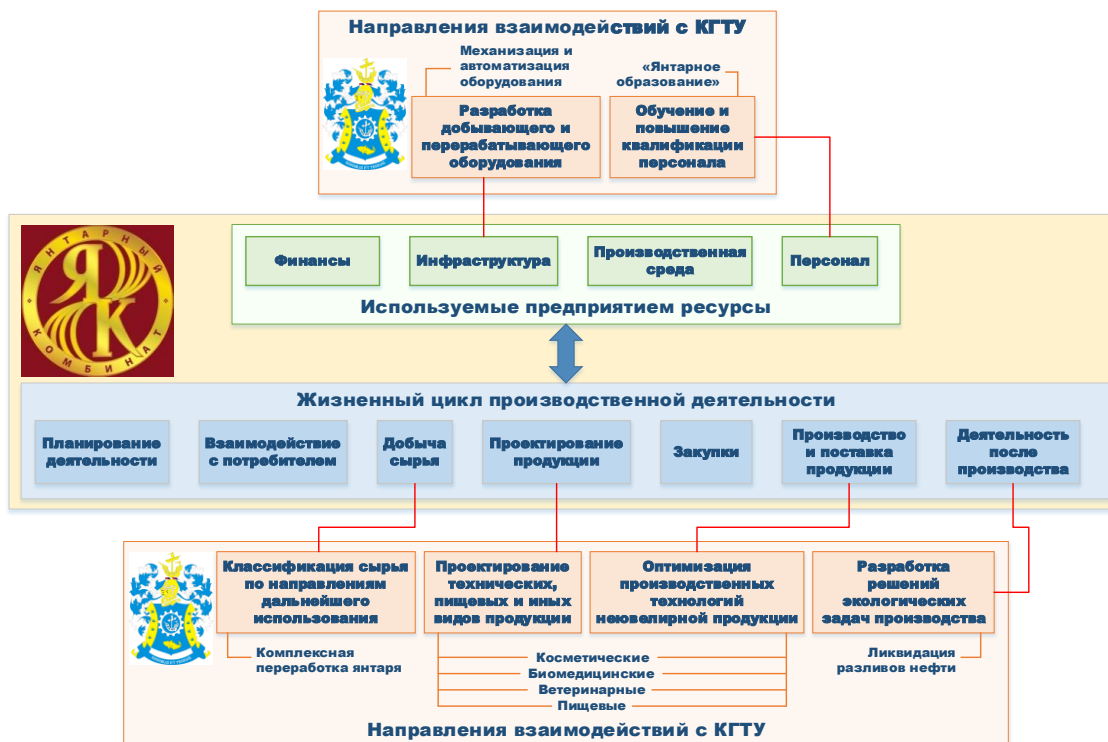 Направления взаимодействий с КГТУ
Механизация и
автоматизация
оборудования
«Янтарное
образование»
Разработка
добывающего и
перерабатывающего
оборудования
Обучение и
повышение
квалификации
персонала
ЯНТАРНЫЙ
ЯК
КОМБИНАТ
Финансы
Инфраструктура
Производственная
среда
Персонал
Используемые предприятием ресурсы
Жизненный цикл производственной деятельности
Планирование
деятельности
Взаимодействие
с потребителем
Добыча
сырья
Проектирование
продукции
Закупки
Производство
и поставка
продукции
Деятельность
после
производства
Классификация сырья
по направлениям
дальнейшего
использования
Проектирование
технических,
пищевых и иных
видов продукции
Оптимизация
производственных
технологий
неювелирной продукции
Разработка
решений
экологических
задач производства
Комплексная
переработка янтаря
Косметические
Биомедицинские
Ветеринарные
Пищевые
Ликвидация
разливов нефти
Направления взаимодействий с КГТУ